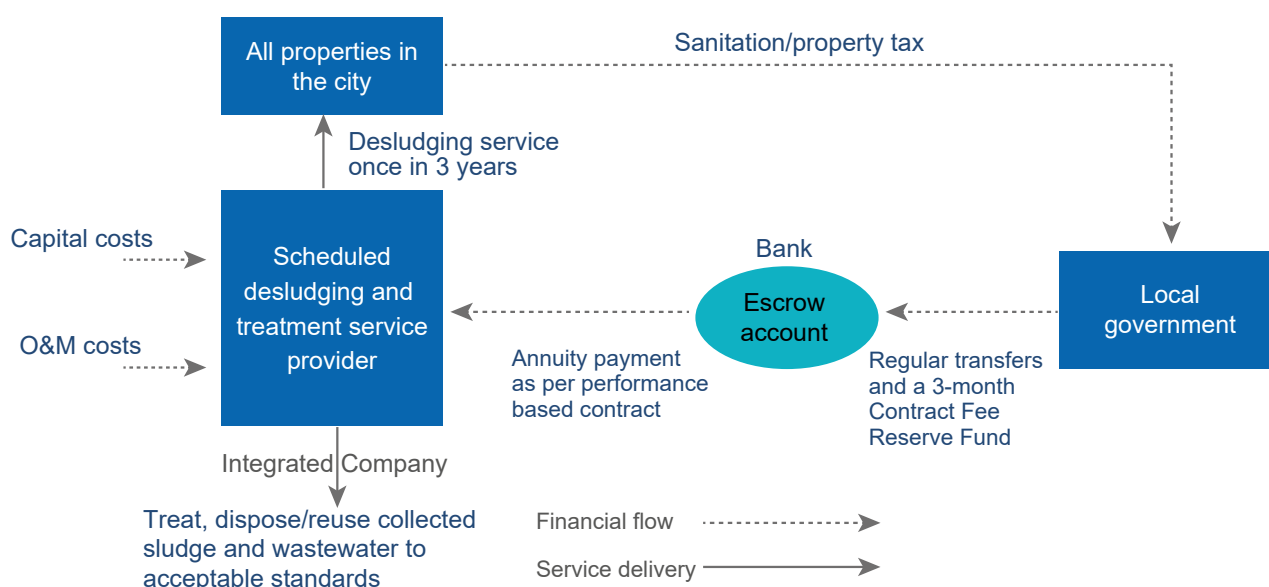 All properties in
the city
Sanitation/property tax
Desludging service
once in 3 years
Capital costs
O&M costs
Scheduled
desludging and
treatment service
provider
Bank
Escrow
account
Local
government
Annuity payment
as per performance
based contract
Regular transfers
and a 3-month
Contract Fee
Reserve Fund
Integrated Company
Treat, dispose/reuse collected
sludge and wastewater to
acceptable standards
Financial flow
Service delivery